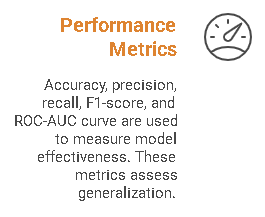 Performance
Metrics
Accuracy, precision,
recall, F1-score, and
ROC-AUC curve are used
to measure model
effectiveness. These
metrics assess
generalization.